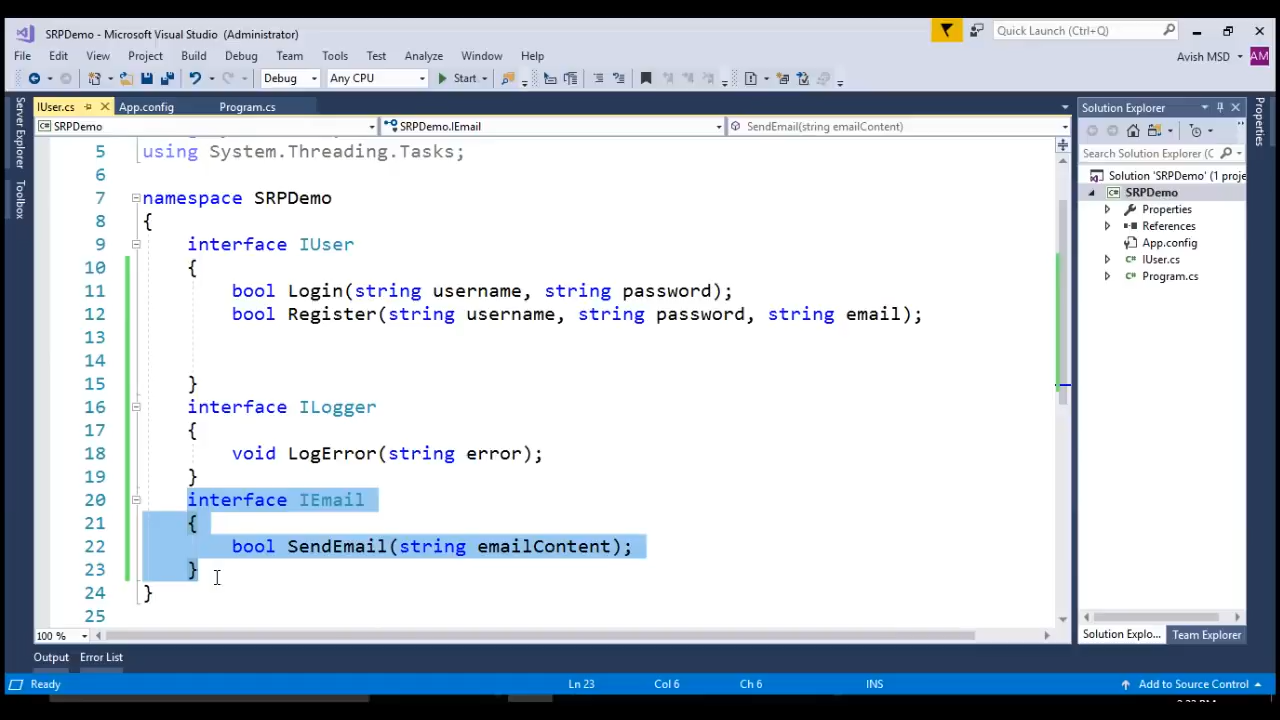 SRPDemo - Microsoft Visual Studio (Administrator)
Quick Launch (Ctrl+Q)
File Edit View Project Build Debug Team Tools Test Analyze Window Help
Avish MSD AM
Debug Any CPU Start
IUser.cs App.config Program.cs
SRPDemo SRPDemo.IEmail SendEmail(string emailContent)
Server Explorer
Toolbox
5 using System.Threading.Tasks;
6
7 namespace SRPDemo
8 {
9 interface IUser
10 {
11 bool Login(string username, string password);
12 bool Register(string username, string password, string email);
13
14
15 }
16 interface ILogger
17 {
18 void LogError(string error);
19 }
20 interface IEmail
21 {
22 bool SendEmail(string emailContent);
23 }
24 }
25
100 %
Solution Explorer
Search Solution Explorer (C
Solution 'SRPDemo' (1 proje
SRPDemo
Properties
References
App.config
IUser.cs
Program.cs
Solution Explo... Team Explorer
Properties
Output Error List
Ready Ln 23 Col 6 Ch 6 INS Add to Source Control